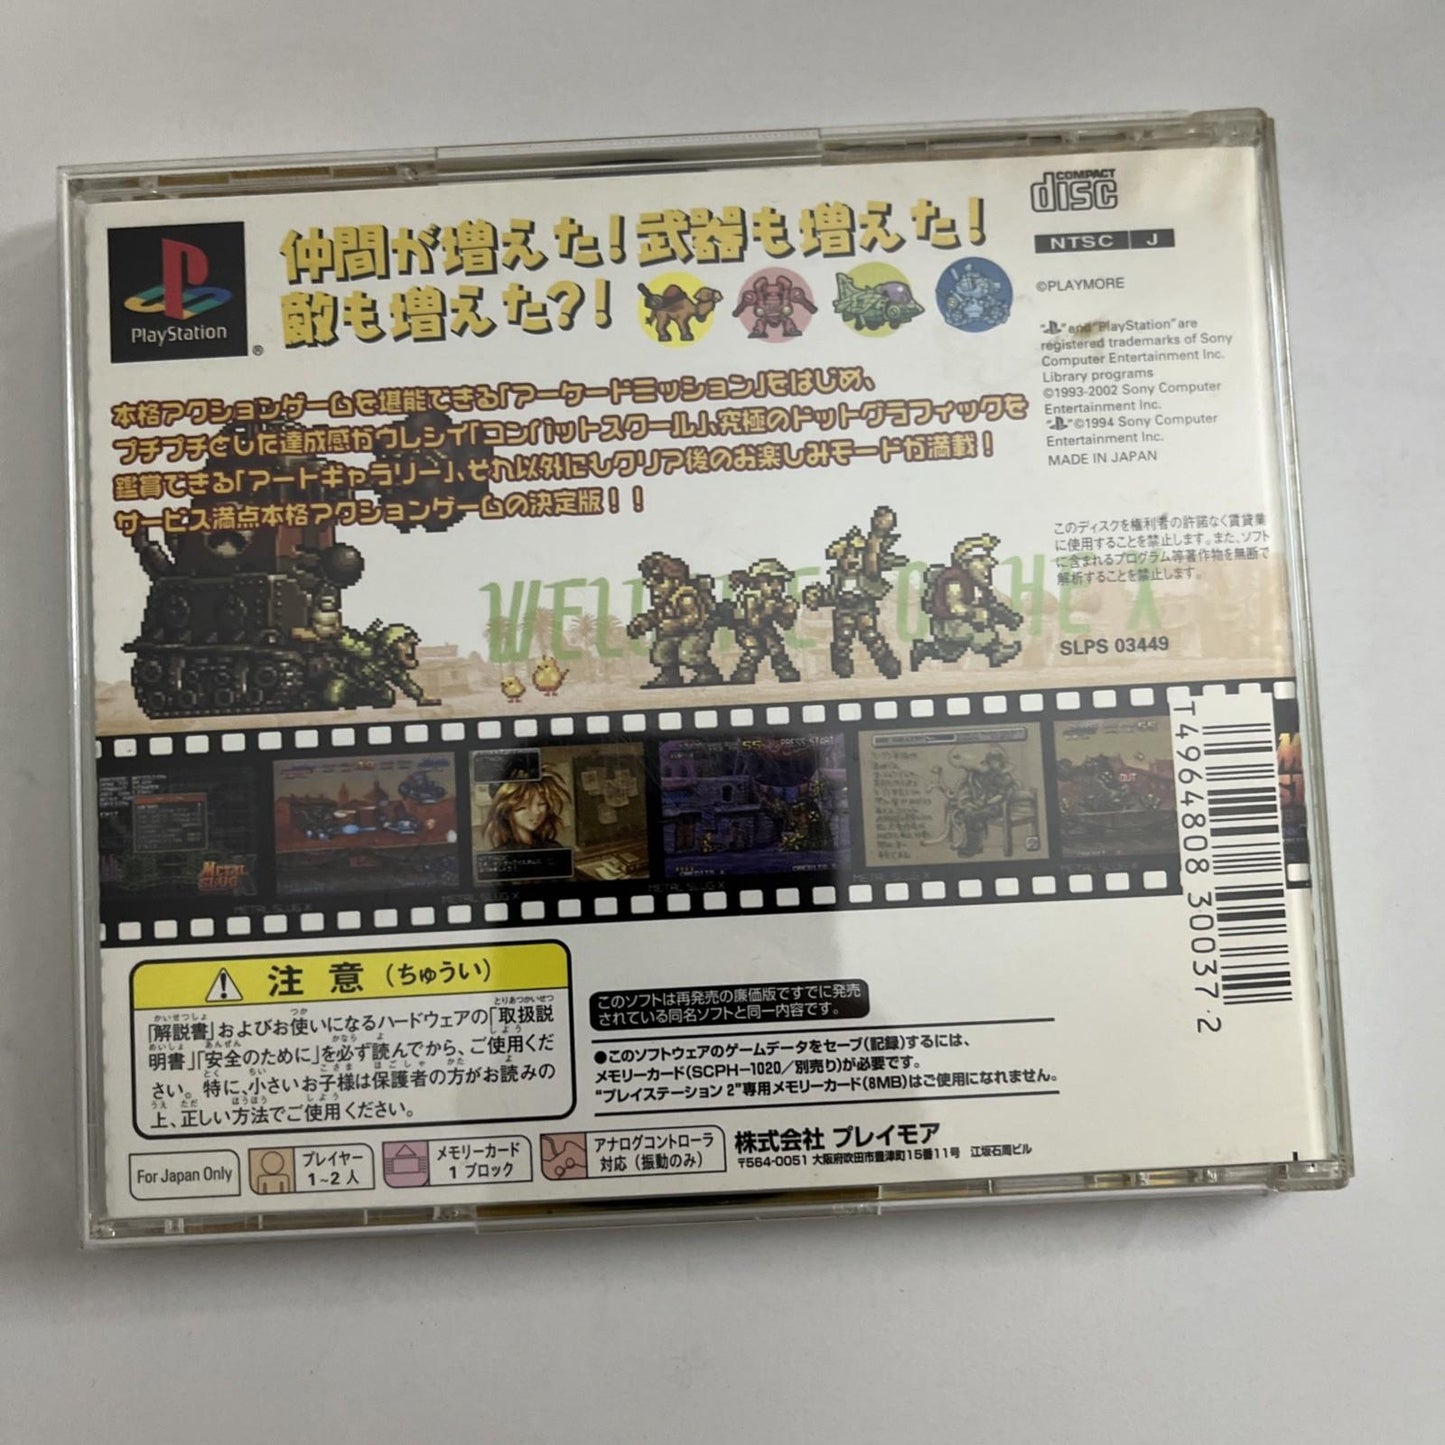 PlayStation
®
仲間が増えた!武器も増えた!
敵も増えた?!
COMPACT
disc
NTSC J
©PLAYMORE
"PS" and "PlayStation" are
registered trademarks of Sony
Computer Entertainment Inc.
Library programs
©1993-2002 Sony Computer
Entertainment Inc.
"PS" ©1994 Sony Computer
Entertainment Inc.
MADE IN JAPAN
本格アクションゲームを堪能できる「アーケードミッション」をはじめ、
プチプチとした達成感がウレシイ「コンバットスクール」、究極のドットグラフィックを
鑑賞できる「アートギャラリー」、それ以外にもクリア後のお楽しみモードが満載!
サービス満点本格アクションゲームの決定版!!
このディスクを権利者の許諾なく賃貸業
に使用することを禁止します。また、ソフト
に含まれるプログラム等著作物を無断で
解析することを禁止します。
SLPS 03449
METAL
SLUG
55 PRESS START
METAL SLUG X
METAL SLUG X
METAL SLUG X
METAL SLUG X
T4964808 30037 2
注意(ちゅうい)
「解説書」およびお使いになるハードウェアの「取扱説
明書」「安全のために」を必ず読んでから、ご使用くだ
さい。特に、小さいお子様は保護者の方がお読みの
上、正しい方法でご使用ください。
このソフトは再発売の廉価版ですでに発売
されている同名ソフトと同一内容です。
●このソフトウェアのゲームデータをセーブ(記録)するには、
メモリーカード(SCPH-1020/別売り)が必要です。
"プレイステーション 2"専用メモリーカード(8MB)はご使用になれません。
For Japan Only
プレイヤー
1~2人
メモリーカード
1 ブロック
アナログコントローラ
対応(振動のみ)
株式会社 プレイモア
〒564-0051 大阪府吹田市豊津町15番11号 江坂石周ビル